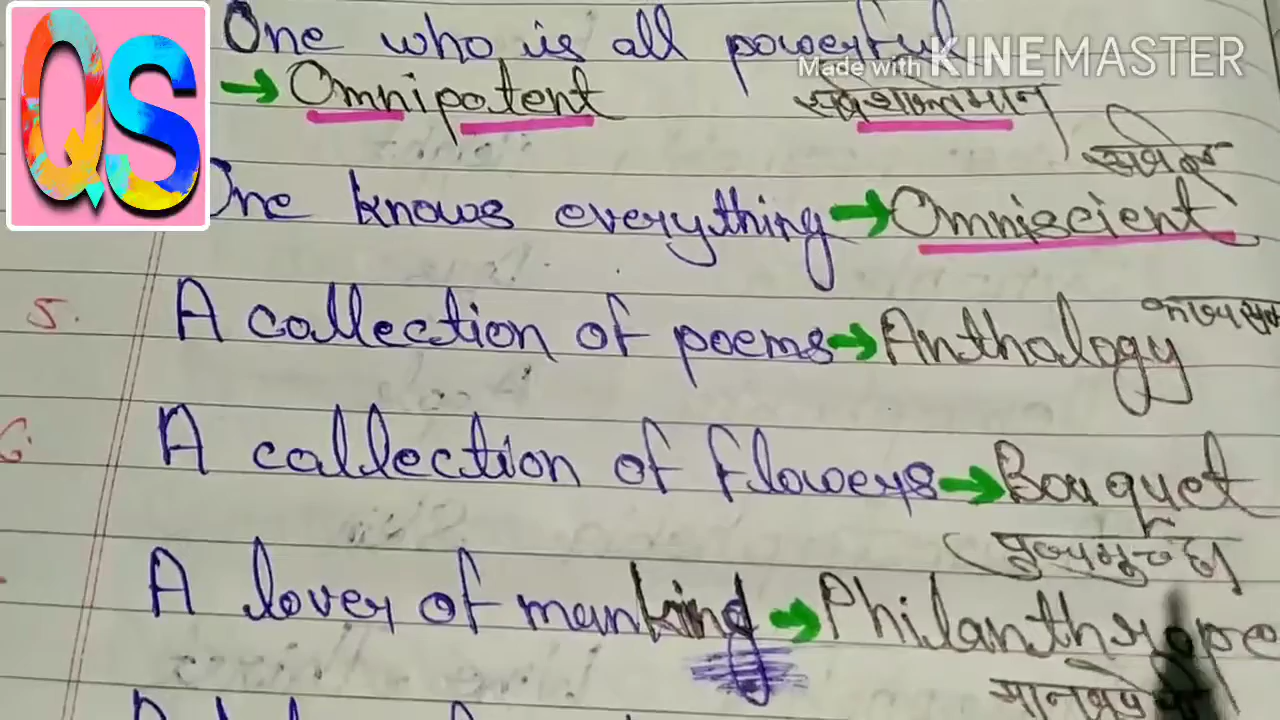 QS
One who is all powerful
Made with KINEMASTER
→ Omnipotent सर्वशक्तिमान
One knows everything → Omniscient
5. A collection of poems → Anthology
6. A collection of flowers → Bouquet
A lover of mankind → Philanthrope